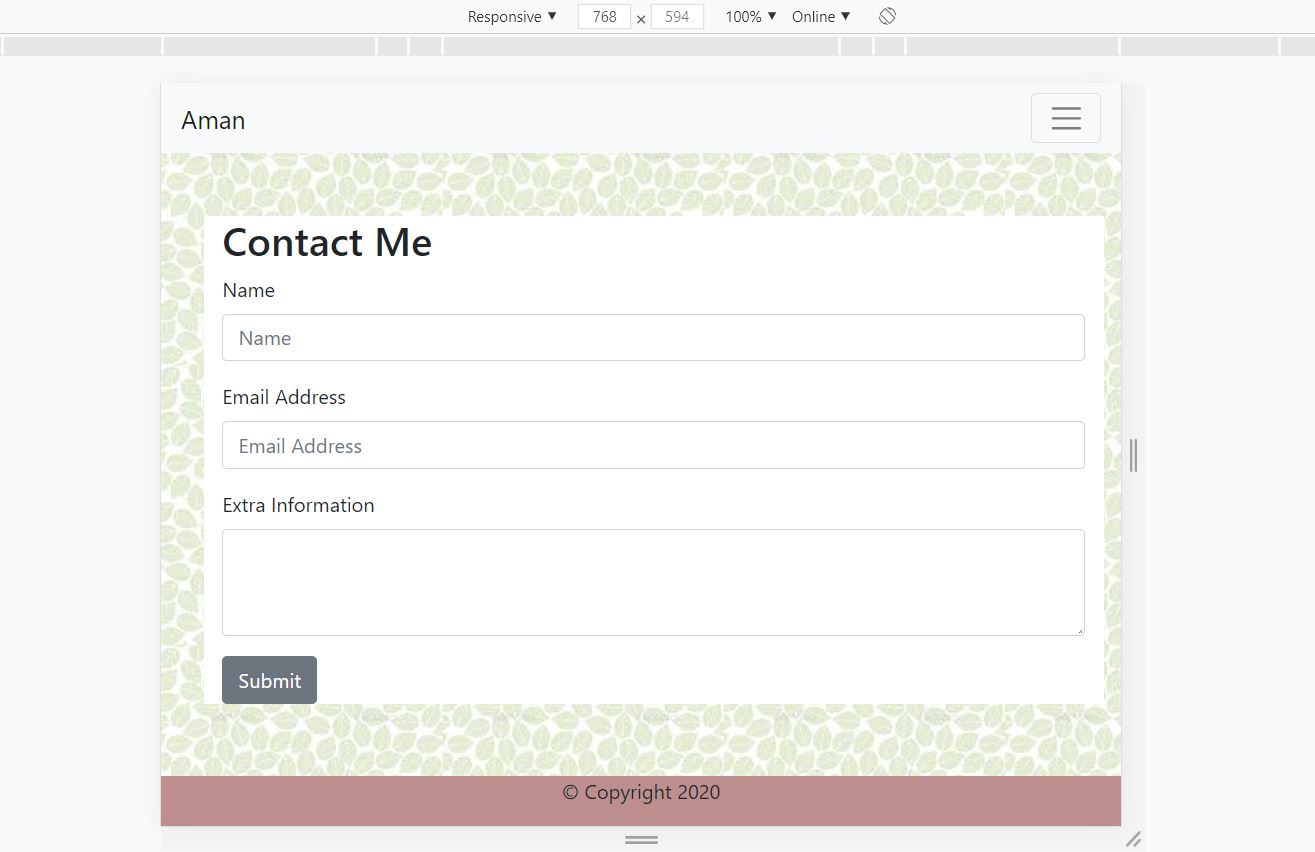 Responsive ▼ 768 × 594 100% ▼ Online ▼
Aman
Contact Me
Name
Name
Email Address
Email Address
Extra Information
Submit
© Copyright 2020